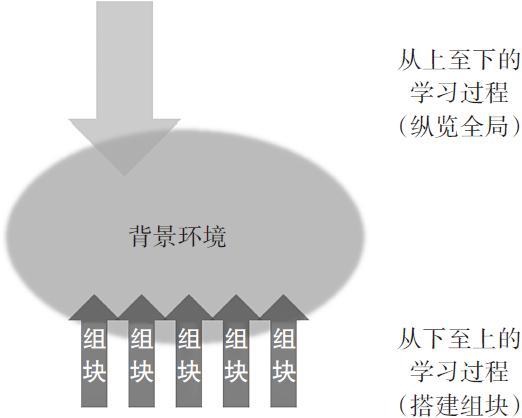 从上至下的
学习过程
（纵览全局）
背景环境
组块
组块
组块
组块
组块
从下至上的
学习过程
（搭建组块）